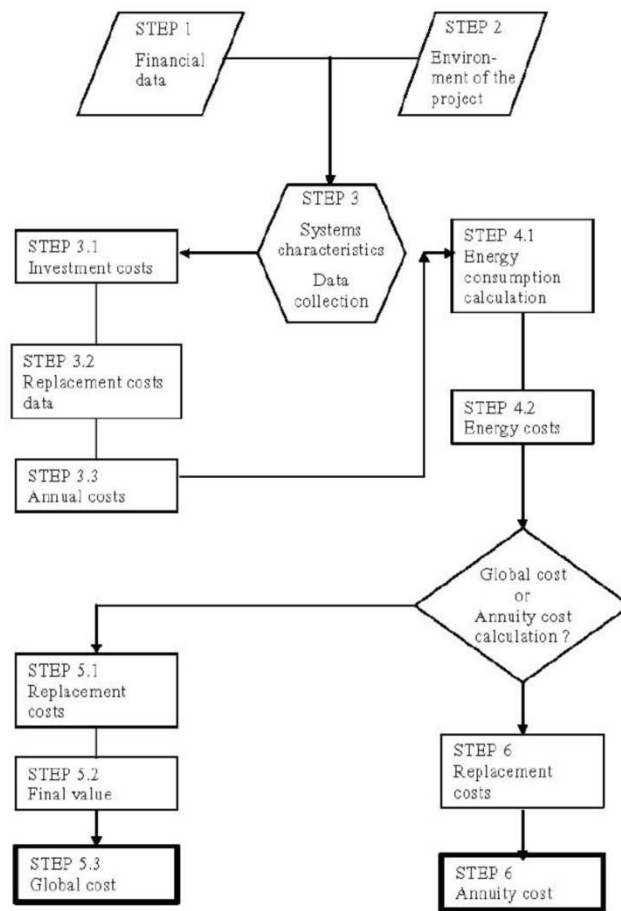 STEP 1
Financial
data
STEP 2
Environ-
ment of the
project
STEP 3
Systems
characteristics
Data
collection
STEP 3.1
Investment costs
STEP 3.2
Replacement costs
data
STEP 3.3
Annual costs
STEP 4.1
Energy
consumption
calculation
STEP 4.2
Energy costs
Global cost
or
Annuity cost
calculation ?
STEP 5.1
Replacement
costs
STEP 5.2
Final value
STEP 5.3
Global cost
STEP 6
Replacement
costs
STEP 6
Annuity cost